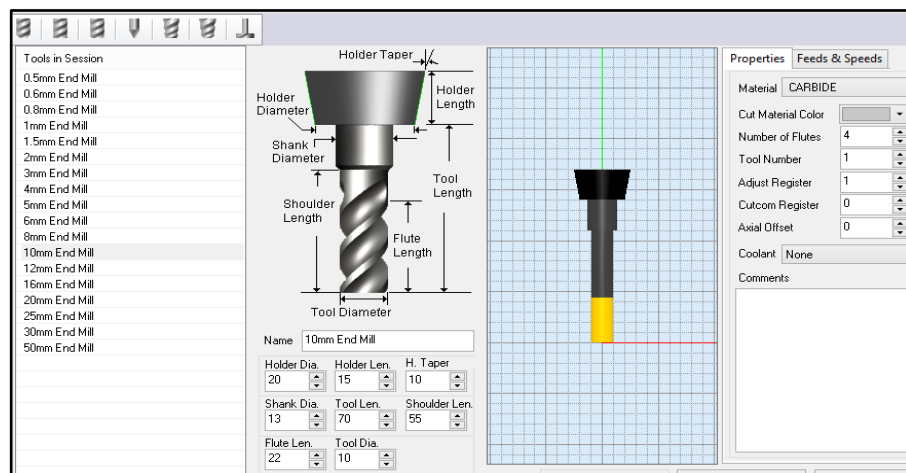 Tools in Session
0.5mm End Mill
0.6mm End Mill
0.8mm End Mill
1mm End Mill
1.5mm End Mill
2mm End Mill
3mm End Mill
4mm End Mill
5mm End Mill
6mm End Mill
8mm End Mill
10mm End Mill
12mm End Mill
16mm End Mill
20mm End Mill
25mm End Mill
30mm End Mill
50mm End Mill
Holder Taper
Holder
Length
Holder
Diameter
Shank
Diameter
Tool
Length
Shoulder
Length
Flute
Length
Tool Diameter
Name 10mm End Mill
Holder Dia. Holder Len. H. Taper
20 15 10
Shank Dia. Tool Len. Shoulder Len.
13 70 55
Flute Len. Tool Dia.
22 10
Properties Feeds & Speeds
Material CARBIDE
Cut Material Color
Number of Flutes 4
Tool Number 1
Adjust Register 1
Cutcom Register 0
Axial Offset 0
Coolant None
Comments